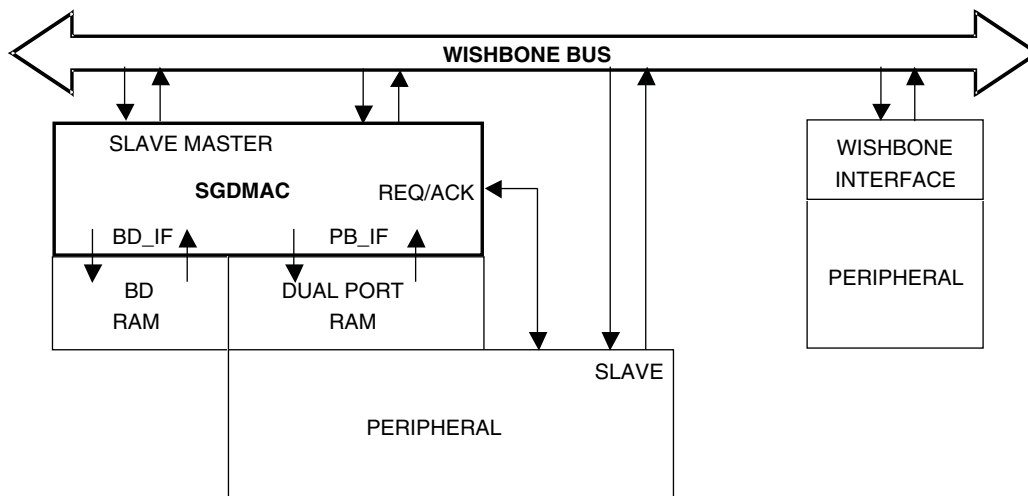 WISHBONE BUS
SLAVE MASTER
SGDMAC
REQ/ACK
BD_IF
PB_IF
BD
RAM
DUAL PORT
RAM
SLAVE
PERIPHERAL
WISHBONE
INTERFACE
PERIPHERAL